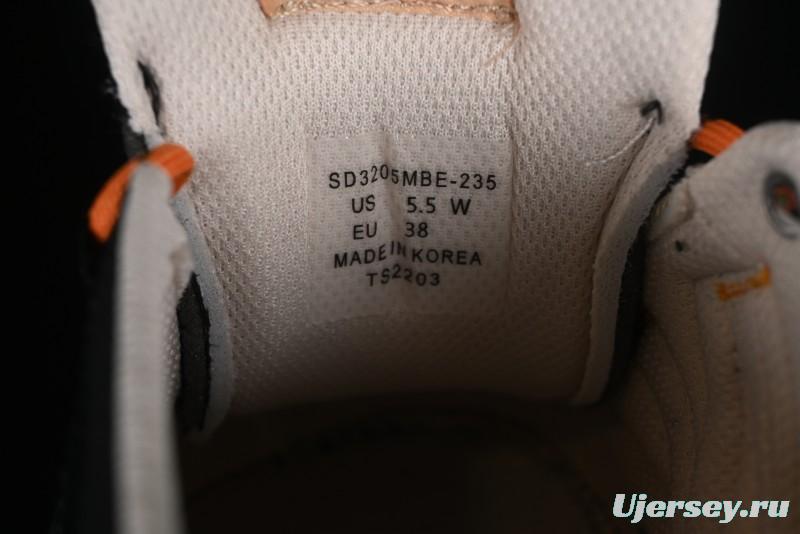 SD3205MBE-235
US 5.5 W
EU 38
MADE IN KOREA
TS2203
Ujersey.ru